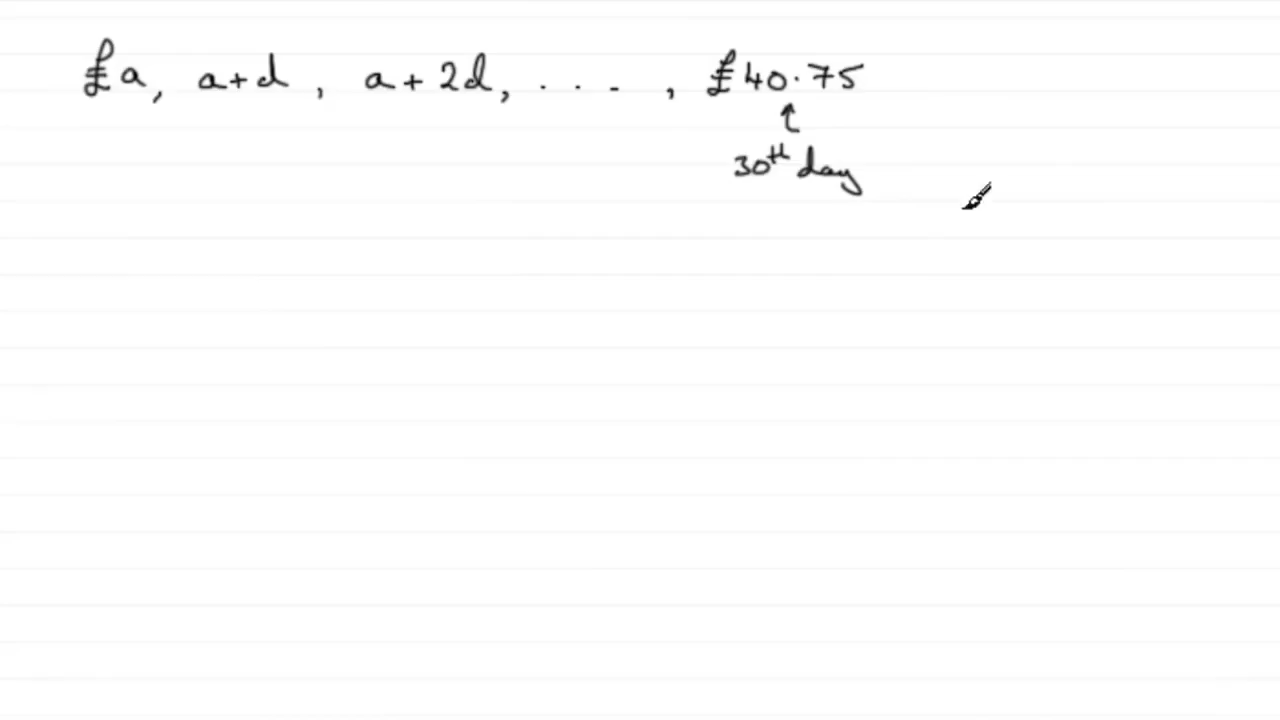 £a, a+d, a+2d, . . . , £40.75
↑
30th day